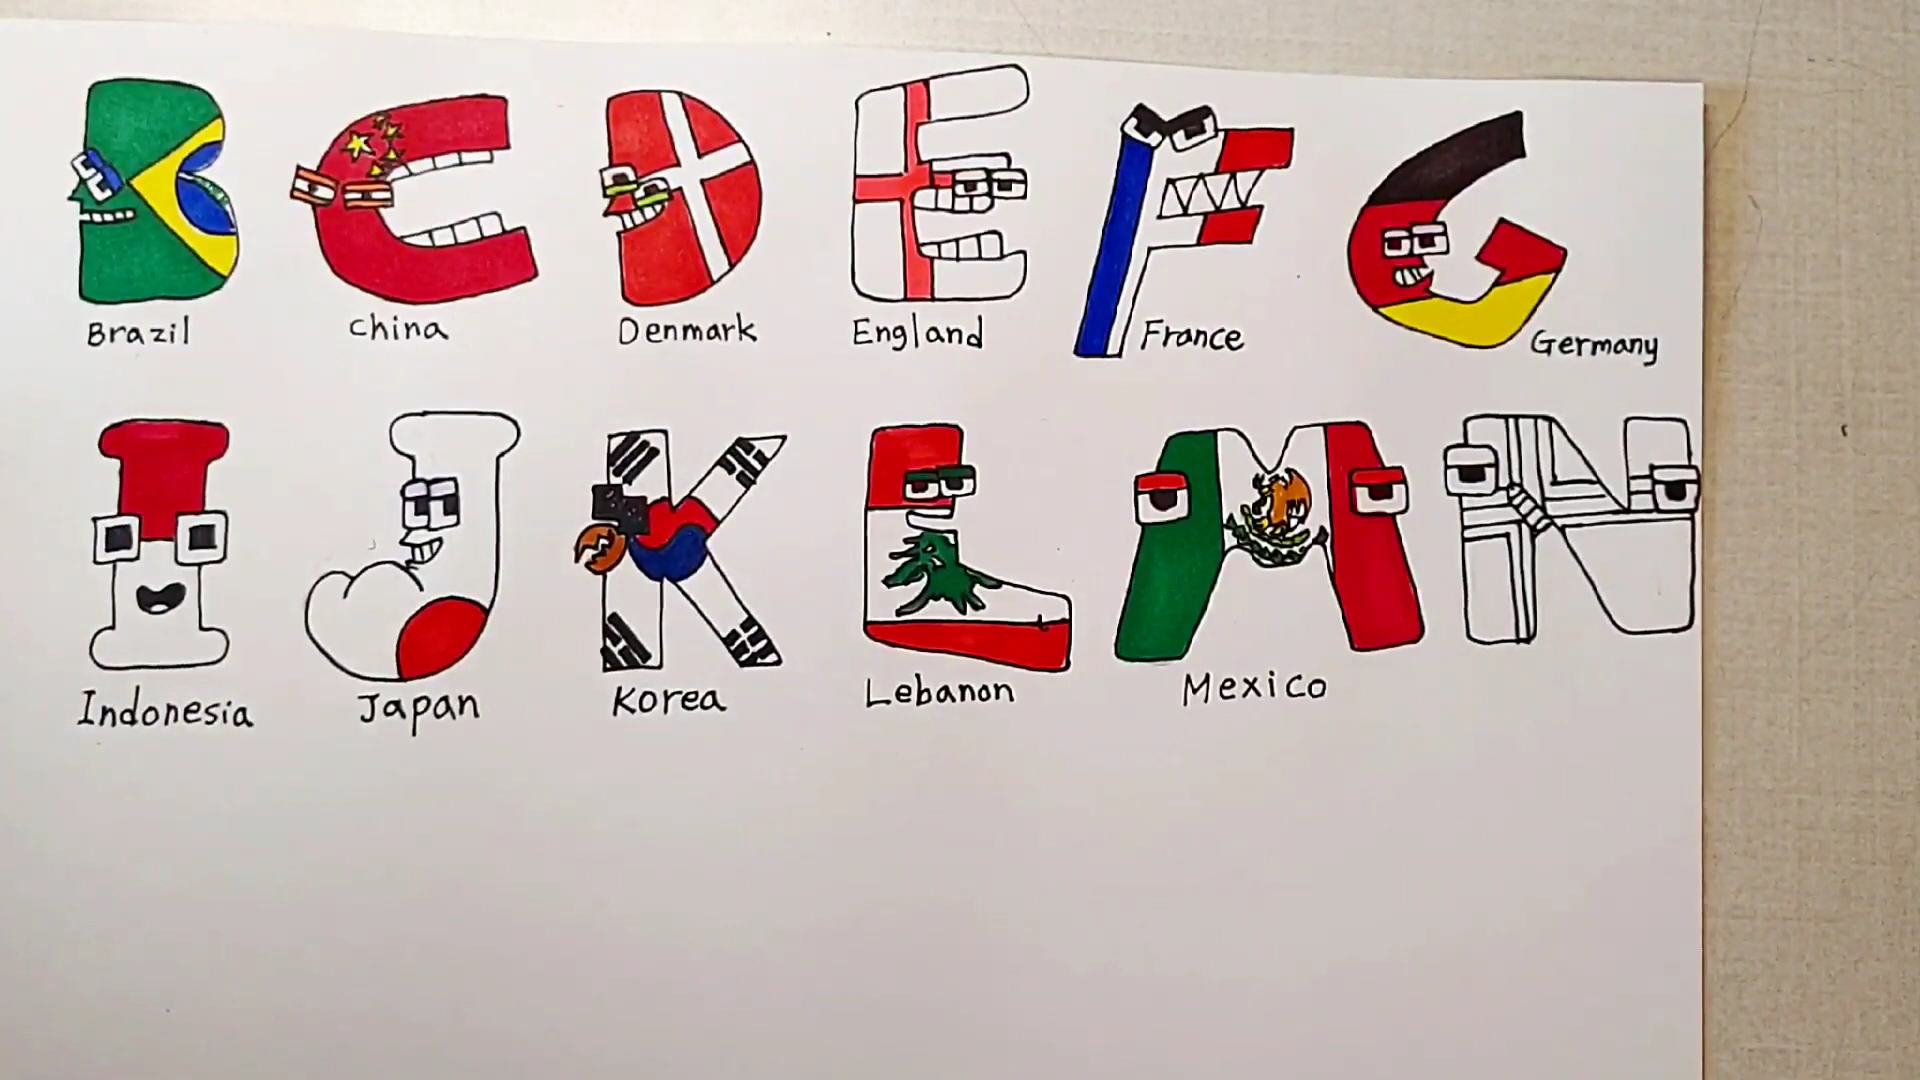 B C D E F G
Brazil China Denmark England France Germany
I J K L M N
Indonesia Japan Korea Lebanon Mexico